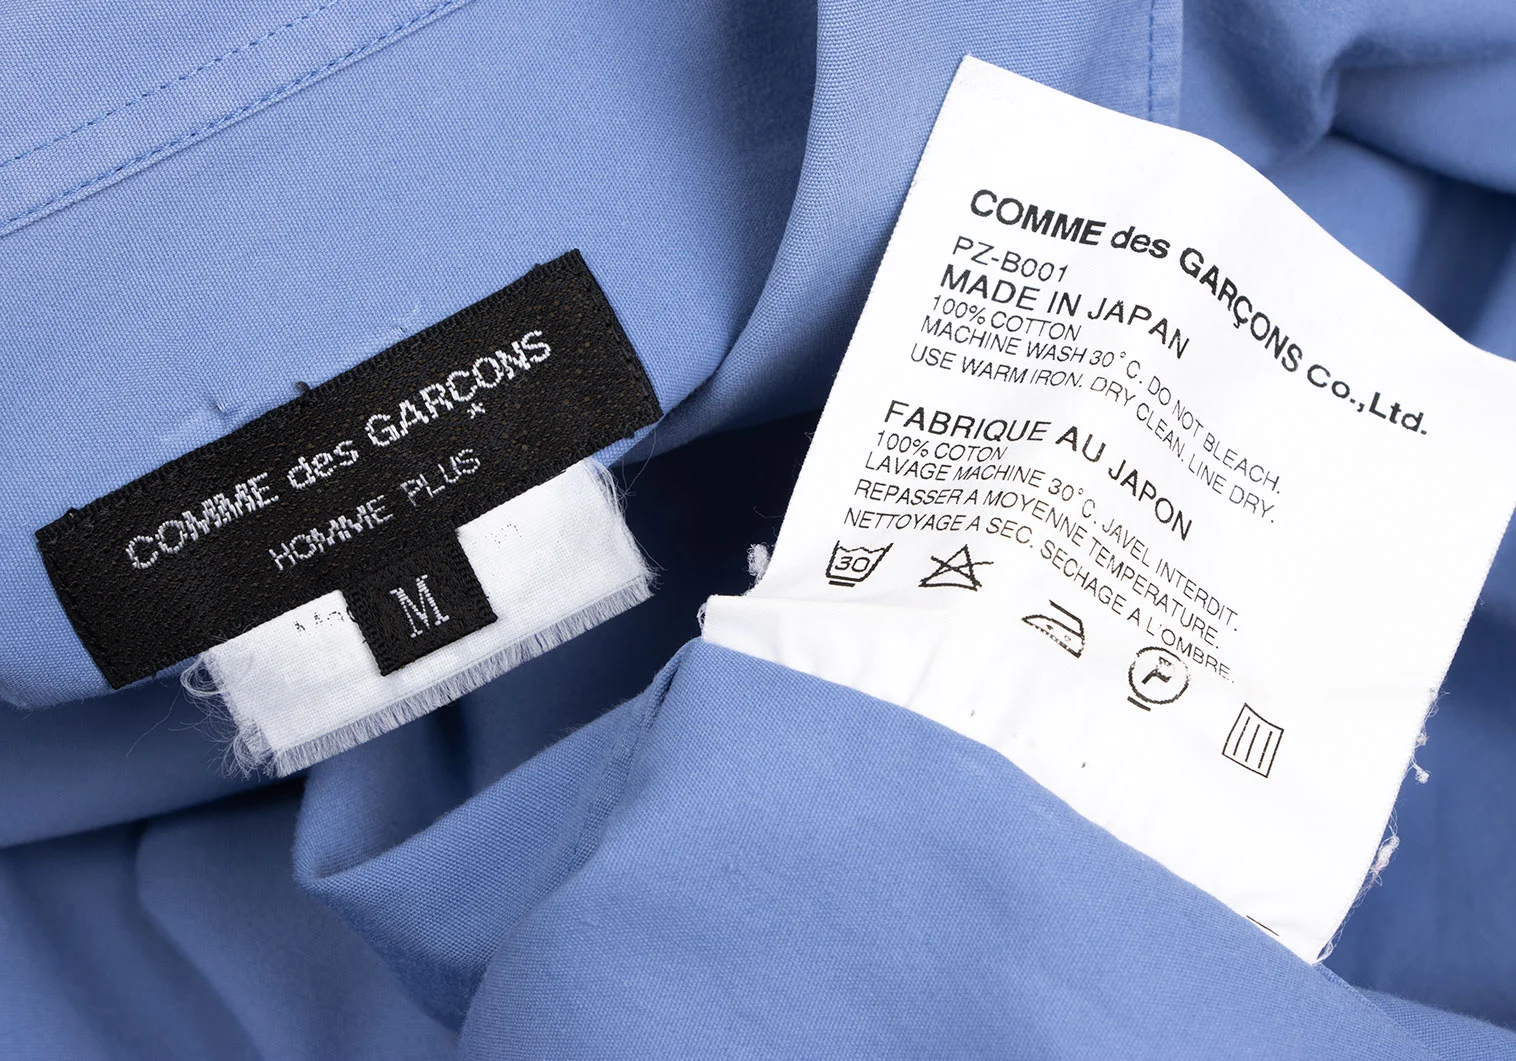 COMME des GARÇONS
HOMME PLUS
M
COMME des GARÇONS Co.,Ltd.
PZ-B001
MADE IN JAPAN
100% COTTON
MACHINE WASH 30°C. DO NOT BLEACH.
USE WARM IRON. DRY CLEAN. LINE DRY.
FABRIQUE AU JAPON
100% COTON
LAVAGE MACHINE 30°C. JAVEL INTERDIT.
REPASSER A MOYENNE TEMPERATURE.
NETTOYAGE A SEC. SECHAGE A L'OMBRE.
30